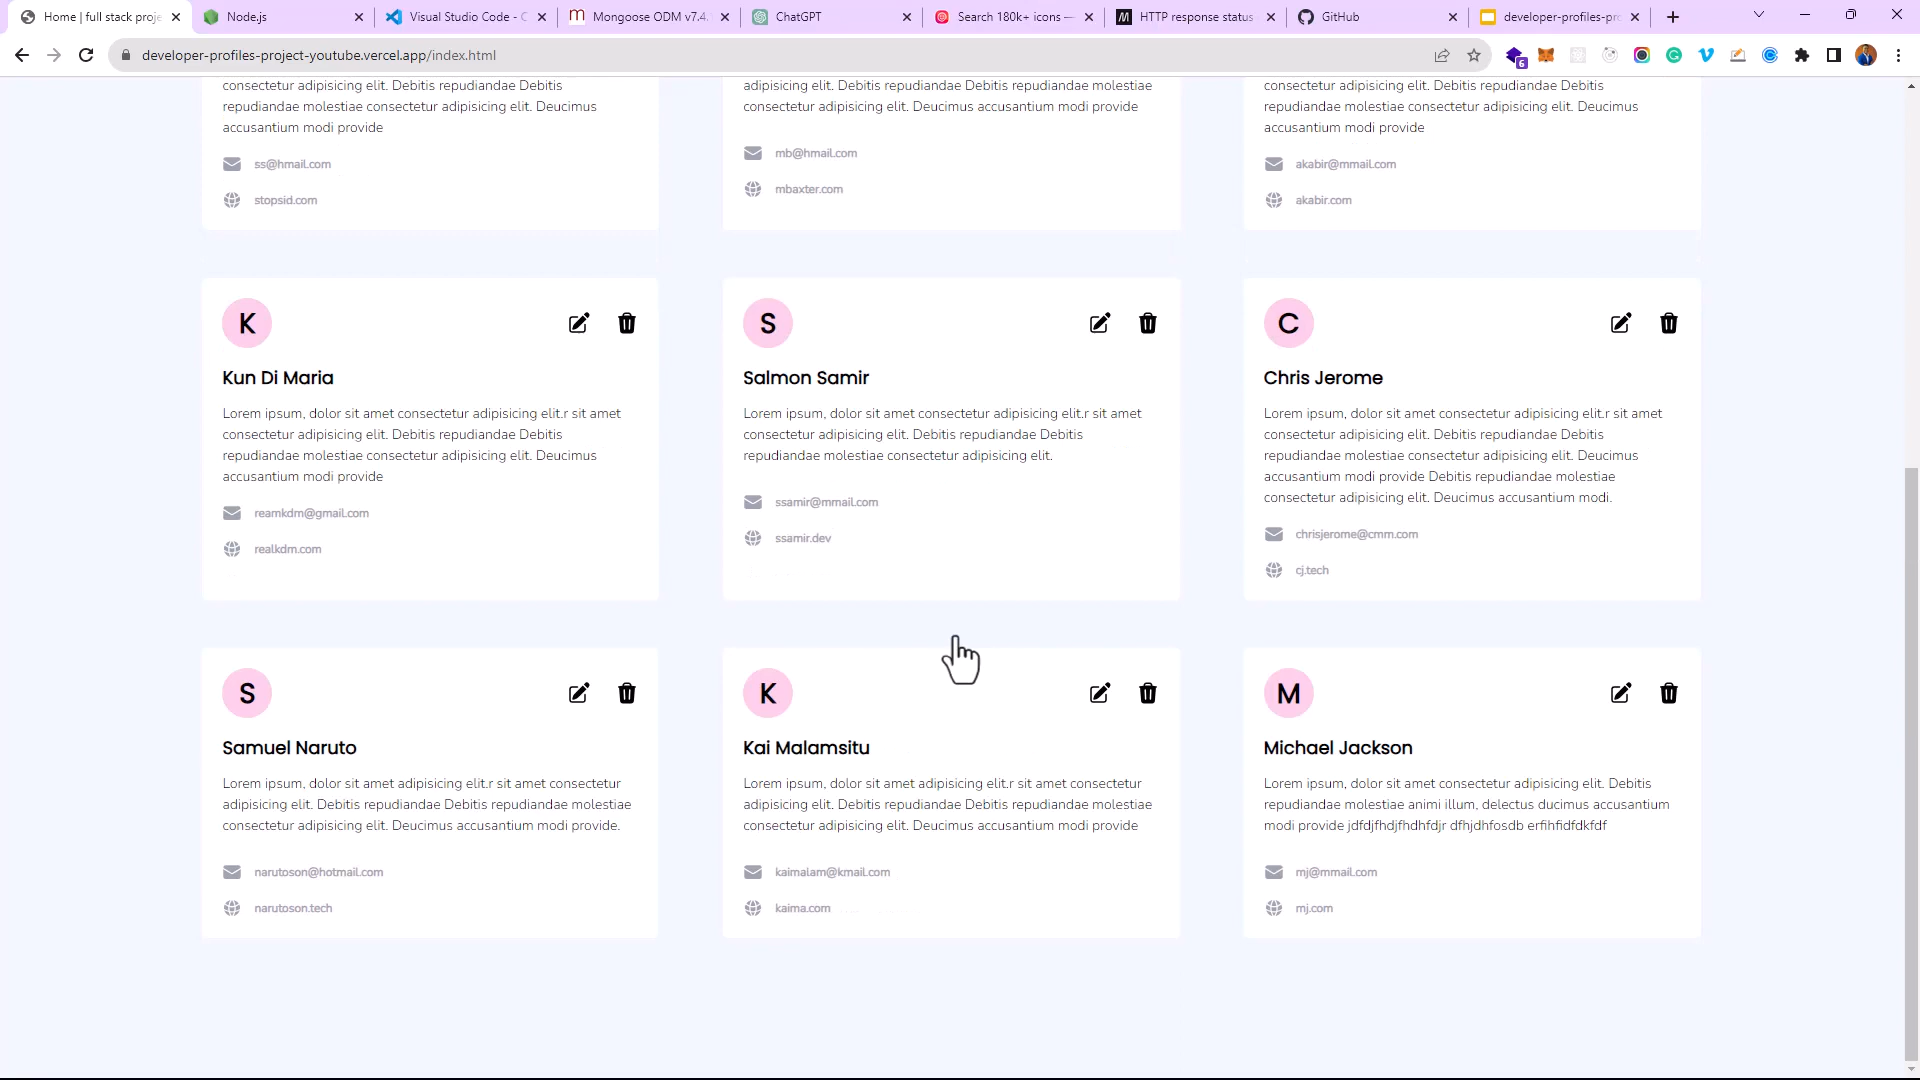 Home | full stack proje
Node.js
Visual Studio Code - C
Mongoose ODM v7.4.
ChatGPT
Search 180k+ icons —
HTTP response status
GitHub
developer-profiles-pro
developer-profiles-project-youtube.vercel.app/index.html
6
consectetur adipisicing elit. Debitis repudiandae Debitis
repudiandae molestiae consectetur adipisicing elit. Deucimus
accusantium modi provide
ss@hmail.com
stopsid.com
adipisicing elit. Debitis repudiandae Debitis repudiandae molestiae
consectetur adipisicing elit. Deucimus accusantium modi provide
mb@hmail.com
mbaxter.com
consectetur adipisicing elit. Debitis repudiandae Debitis
repudiandae molestiae consectetur adipisicing elit. Deucimus
accusantium modi provide
akabir@mmail.com
akabir.com
K
Kun Di Maria
Lorem ipsum, dolor sit amet consectetur adipisicing elit.r sit amet
consectetur adipisicing elit. Debitis repudiandae Debitis
repudiandae molestiae consectetur adipisicing elit. Deucimus
accusantium modi provide
reamkdm@gmail.com
realkdm.com
S
Salmon Samir
Lorem ipsum, dolor sit amet consectetur adipisicing elit.r sit amet
consectetur adipisicing elit. Debitis repudiandae Debitis
repudiandae molestiae consectetur adipisicing elit.
ssamir@mmail.com
ssamir.dev
C
Chris Jerome
Lorem ipsum, dolor sit amet consectetur adipisicing elit.r sit amet
consectetur adipisicing elit. Debitis repudiandae Debitis
repudiandae molestiae consectetur adipisicing elit. Deucimus
accusantium modi provide Debitis repudiandae molestiae
consectetur adipisicing elit. Deucimus accusantium modi.
chrisjerome@cmm.com
cj.tech
S
Samuel Naruto
Lorem ipsum, dolor sit amet adipisicing elit.r sit amet consectetur
adipisicing elit. Debitis repudiandae Debitis repudiandae molestiae
consectetur adipisicing elit. Deucimus accusantium modi provide.
narutoson@hotmail.com
narutoson.tech
K
Kai Malamsitu
Lorem ipsum, dolor sit amet adipisicing elit.r sit amet consectetur
adipisicing elit. Debitis repudiandae Debitis repudiandae molestiae
consectetur adipisicing elit. Deucimus accusantium modi provide
kaimalam@kmail.com
kaima.com
M
Michael Jackson
Lorem ipsum, dolor sit amet consectetur adipisicing elit. Debitis
repudiandae molestiae animi illum, delectus ducimus accusantium
modi provide jdfdjfhdjfhdhfdjr dfhjdhfosdb erfihfidfdkfdf
mj@mmail.com
mj.com